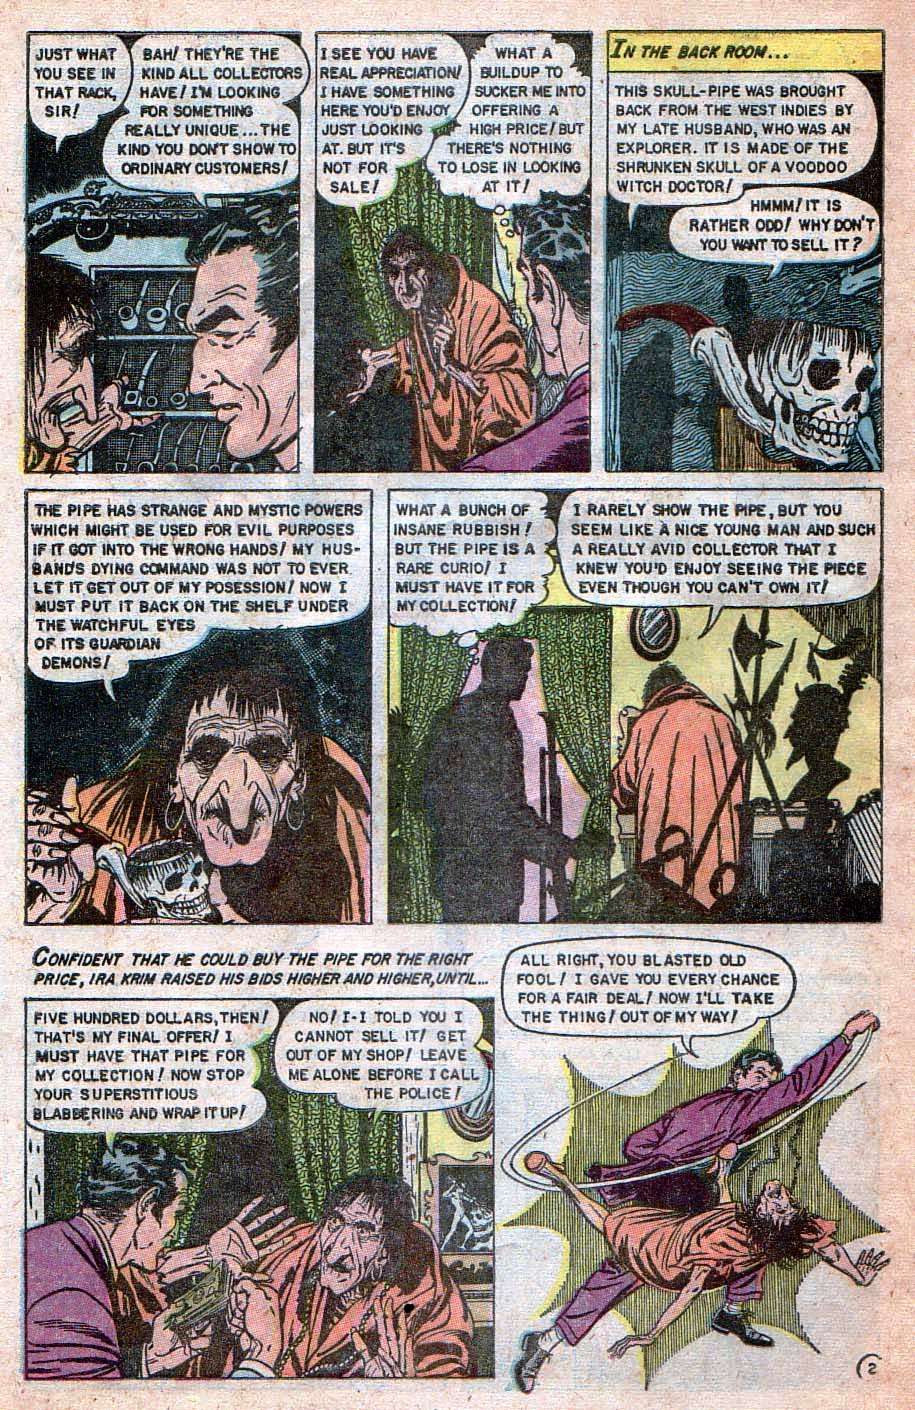 JUST WHAT
YOU SEE IN
THAT RACK,
SIR!
BAH! THEY'RE THE
KIND ALL COLLECTORS
HAVE! I'M LOOKING
FOR SOMETHING
REALLY UNIQUE...THE
KIND YOU DON'T SHOW TO
ORDINARY CUSTOMERS!
I SEE YOU HAVE
REAL APPRECIATION!
I HAVE SOMETHING
HERE YOU'D ENJOY
JUST LOOKING
AT. BUT IT'S
NOT FOR
SALE!
WHAT A
BUILDUP TO
SUCKER ME INTO
OFFERING A
HIGH PRICE! BUT
THERE'S NOTHING
TO LOSE IN LOOKING
AT IT!
IN THE BACK ROOM...
THIS SKULL-PIPE WAS BROUGHT
BACK FROM THE WEST INDIES BY
MY LATE HUSBAND, WHO WAS AN
EXPLORER. IT IS MADE OF THE
SHRUNKEN SKULL OF A VOODOO
WITCH DOCTOR!
HMMM! IT IS
RATHER ODD! WHY DON'T
YOU WANT TO SELL IT?
THE PIPE HAS STRANGE AND MYSTIC POWERS
WHICH MIGHT BE USED FOR EVIL PURPOSES
IF IT GOT INTO THE WRONG HANDS! MY HUS-
BAND'S DYING COMMAND WAS NOT TO EVER
LET IT GET OUT OF MY POSESSION! NOW I
MUST PUT IT BACK ON THE SHELF UNDER
THE WATCHFUL EYES
OF ITS GUARDIAN
DEMONS!
WHAT A BUNCH OF
INSANE RUBBISH!
BUT THE PIPE IS A
RARE CURIO! I
MUST HAVE IT FOR
MY COLLECTION!
I RARELY SHOW THE PIPE, BUT YOU
SEEM LIKE A NICE YOUNG MAN AND SUCH
A REALLY AVID COLLECTOR THAT I
KNEW YOU'D ENJOY SEEING THE PIECE
EVEN THOUGH YOU CAN'T OWN IT!
CONFIDENT THAT HE COULD BUY THE PIPE FOR THE RIGHT
PRICE, IRA KRIM RAISED HIS BIDS HIGHER AND HIGHER, UNTIL...
FIVE HUNDRED DOLLARS, THEN!
THAT'S MY FINAL OFFER! I
MUST HAVE THAT PIPE FOR
MY COLLECTION! NOW STOP
YOUR SUPERSTITIOUS
BLABBERING AND WRAP IT UP!
NO! I-I TOLD YOU I
CANNOT SELL IT! GET
OUT OF MY SHOP! LEAVE
ME ALONE BEFORE I CALL
THE POLICE!
ALL RIGHT, YOU BLASTED OLD
FOOL! I GAVE YOU EVERY CHANCE
FOR A FAIR DEAL! NOW I'LL TAKE
THE THING! OUT OF MY WAY!
2